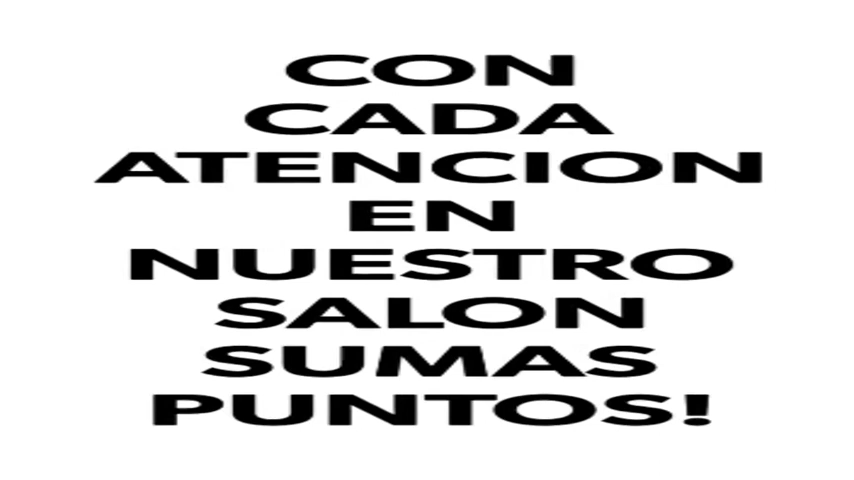 CON
CADA
ATENCION
EN
NUESTRO
SALON
SUMAS
PUNTOS!